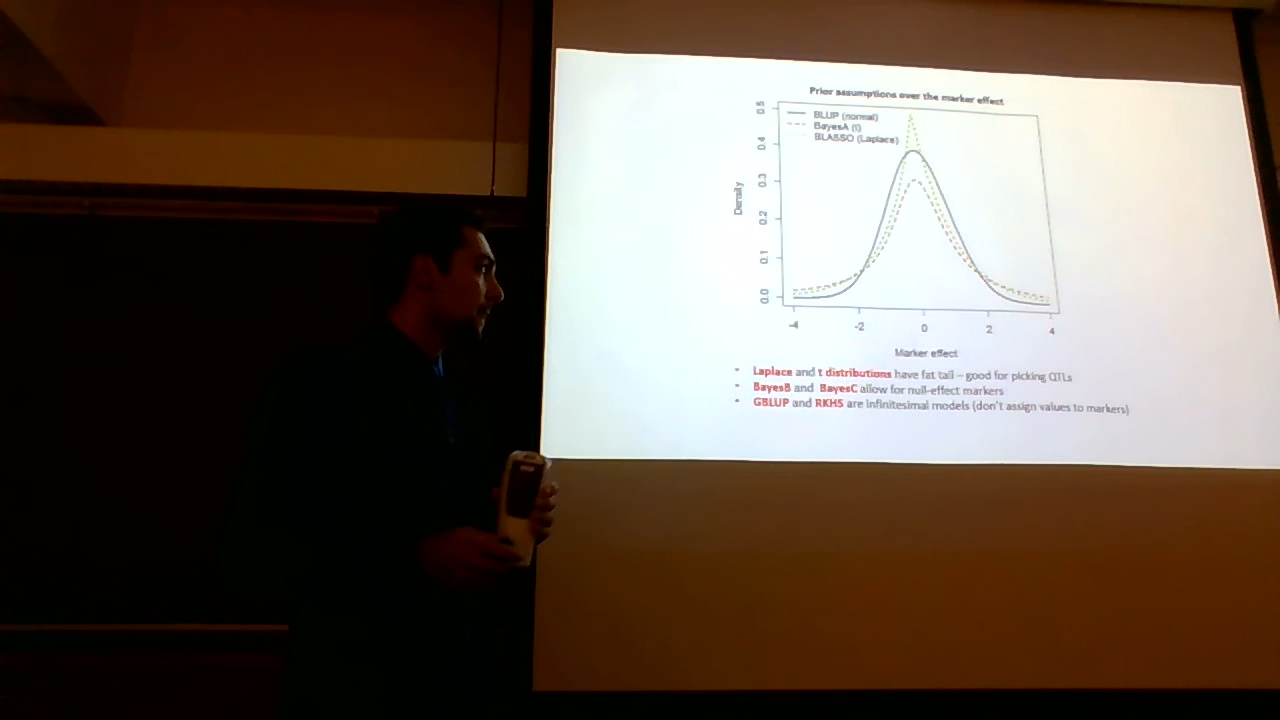 Prior assumptions over the marker effect
BLUP (normal)
BayesA (t)
BLASSO (Laplace)
0.5
0.4
0.3
0.2
0.1
0.0
Density
-4 -2 0 2 4
Marker effect
• Laplace and t distributions have fat tail – good for picking QTLs
• BayesB and BayesC allow for null-effect markers
• GBLUP and RKHS are infinitesimal models (don't assign values to markers)